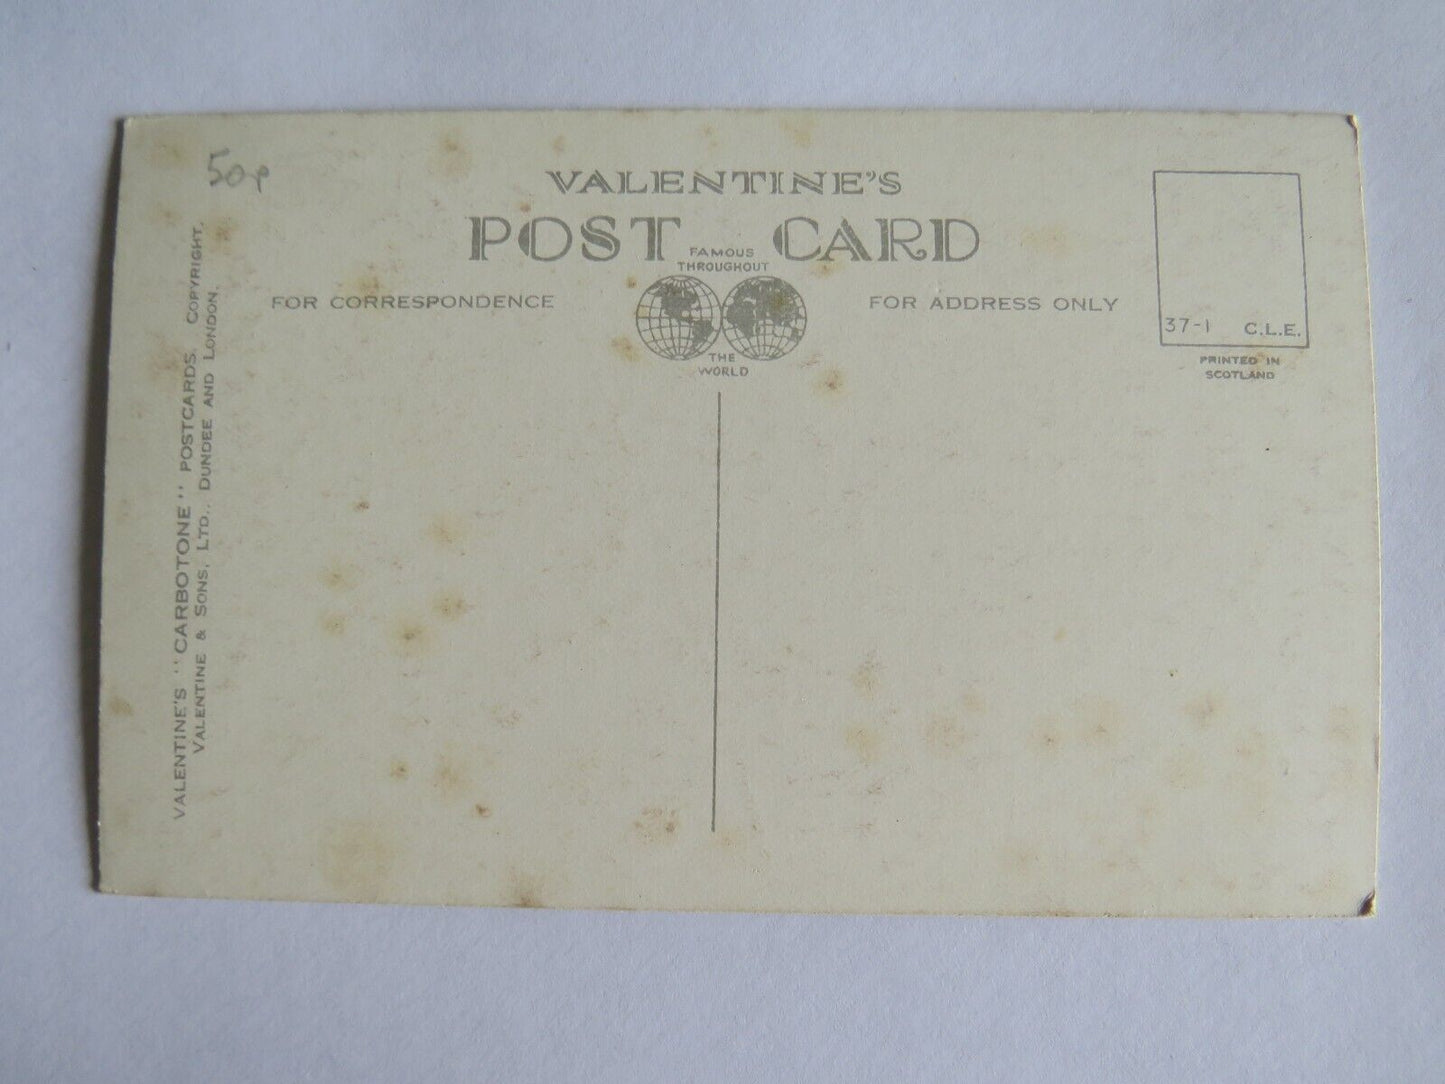 50p
VALENTINE'S
POST CARD
FAMOUS
THROUGHOUT
THE
WORLD
FOR CORRESPONDENCE
FOR ADDRESS ONLY
37-1 C.L.E.
PRINTED IN
SCOTLAND
VALENTINE'S "CARBOTONE" POSTCARDS. COPYRIGHT.
VALENTINE & SONS, LTD., DUNDEE AND LONDON.